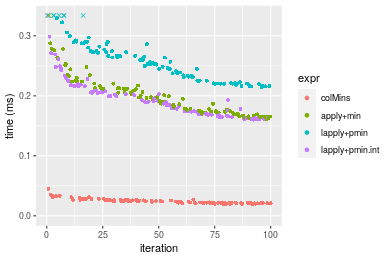 time (ms)
0.3
0.2
0.1
0.0
0
25
50
75
100
iteration
expr
colMins
apply+min
lapply+pmin
lapply+pmin.int